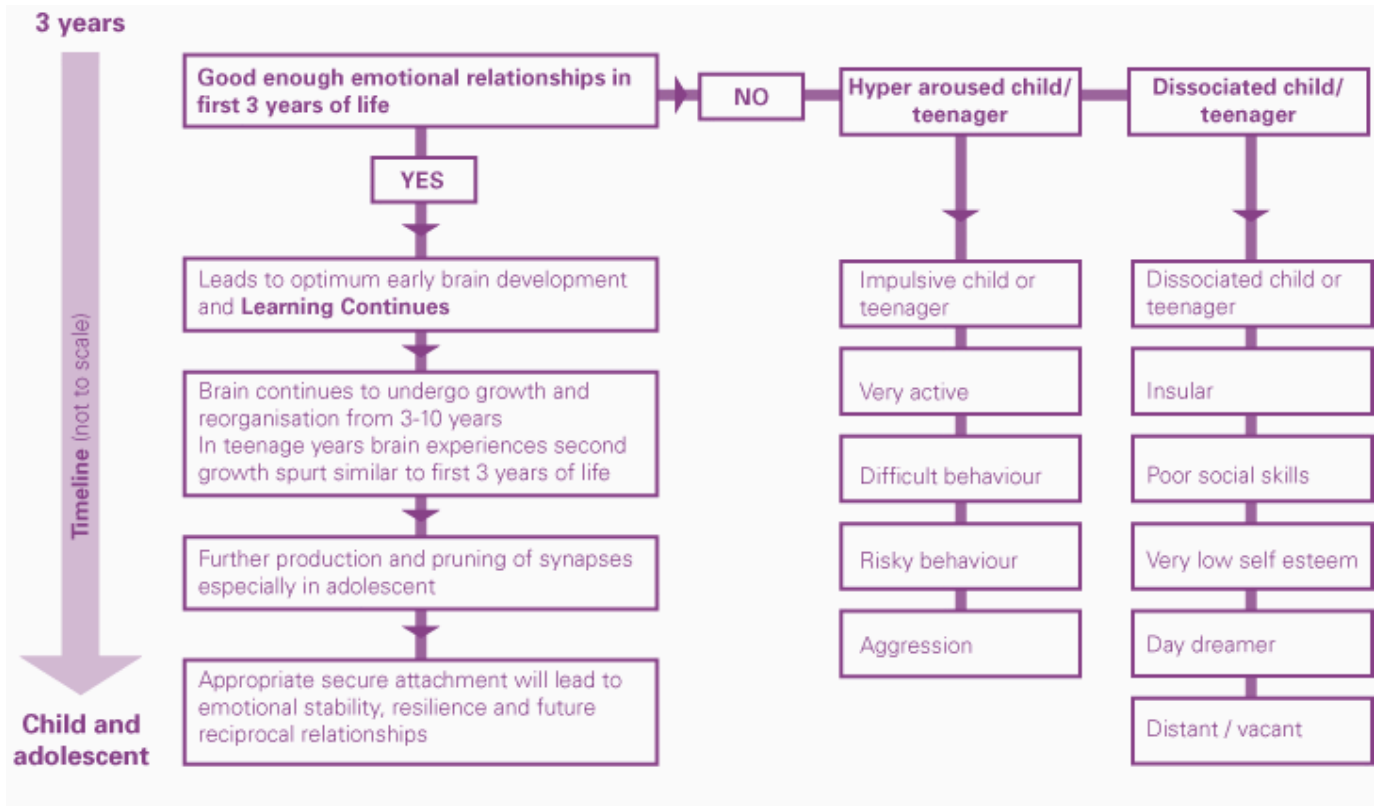 3 years
Timeline (not to scale)
Child and
adolescent
Good enough emotional relationships in
first 3 years of life
YES
Leads to optimum early brain development
and Learning Continues
Brain continues to undergo growth and
reorganisation from 3-10 years
In teenage years brain experiences second
growth spurt similar to first 3 years of life
Further production and pruning of synapses
especially in adolescent
Appropriate secure attachment will lead to
emotional stability, resilience and future
reciprocal relationships
NO
Hyper aroused child/
teenager
Impulsive child or
teenager
Very active
Difficult behaviour
Risky behaviour
Aggression
Dissociated child/
teenager
Dissociated child or
teenager
Insular
Poor social skills
Very low self esteem
Day dreamer
Distant / vacant